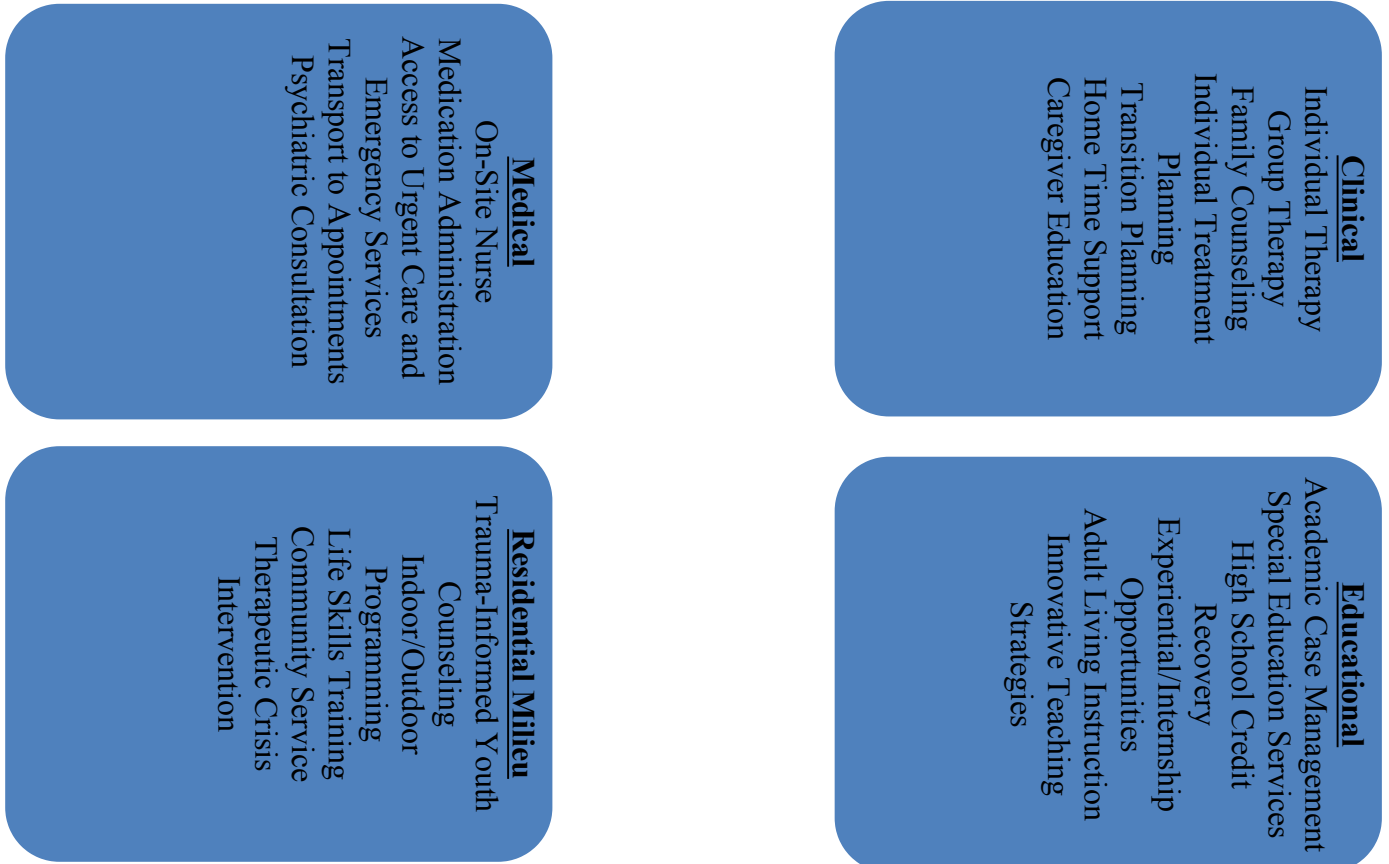 Clinical
Individual Therapy
Group Therapy
Family Counseling
Individual Treatment
Planning
Transition Planning
Home Time Support
Caregiver Education
Educational
Academic Case Management
Special Education Services
High School Credit
Recovery
Experiential/Internship
Opportunities
Adult Living Instruction
Innovative Teaching
Strategies
Medical
On-Site Nurse
Medication Administration
Access to Urgent Care and
Emergency Services
Transport to Appointments
Psychiatric Consultation
Residential Milieu
Trauma-Informed Youth
Counseling
Indoor/Outdoor
Programming
Life Skills Training
Community Service
Therapeutic Crisis
Intervention